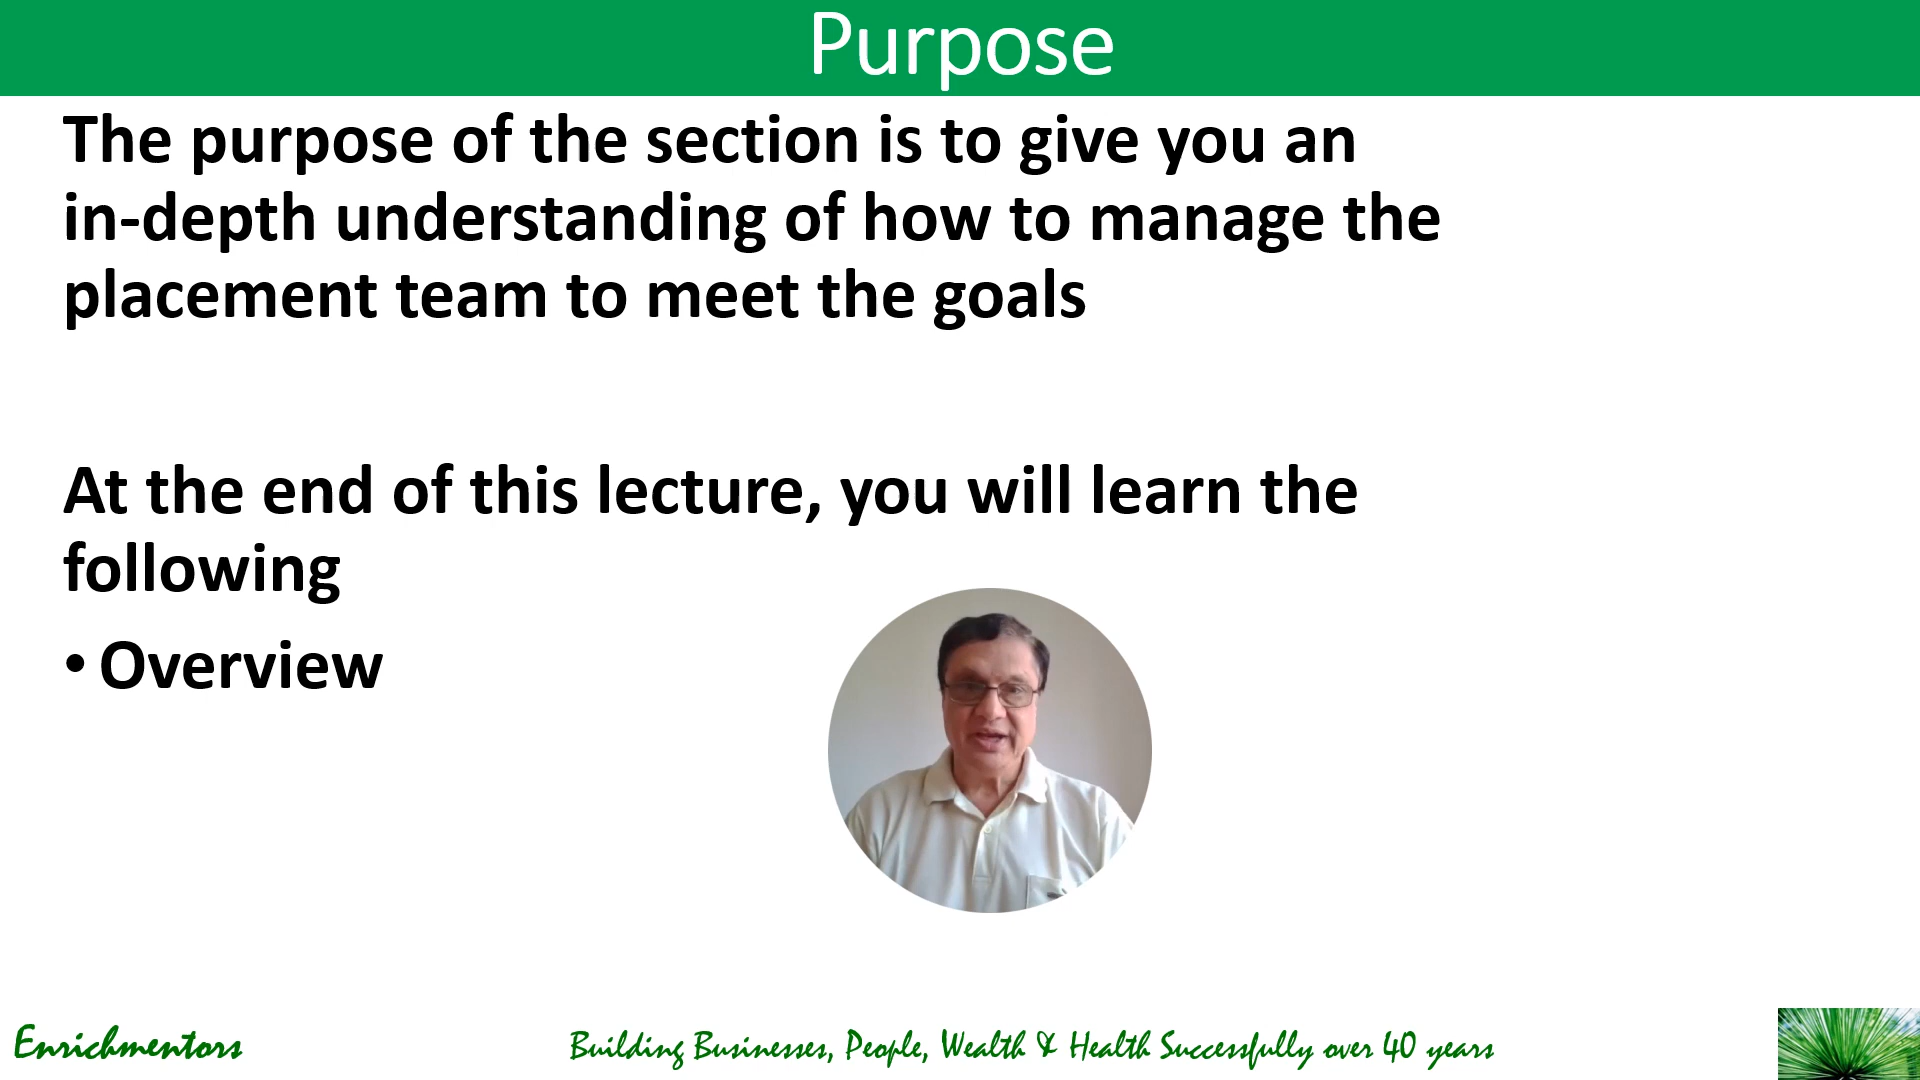 Purpose
The purpose of the section is to give you an
in-depth understanding of how to manage the
placement team to meet the goals
At the end of this lecture, you will learn the
following
• Overview
Enrichmentors
Building Businesses, People, Wealth & Health Successfully over 40 years